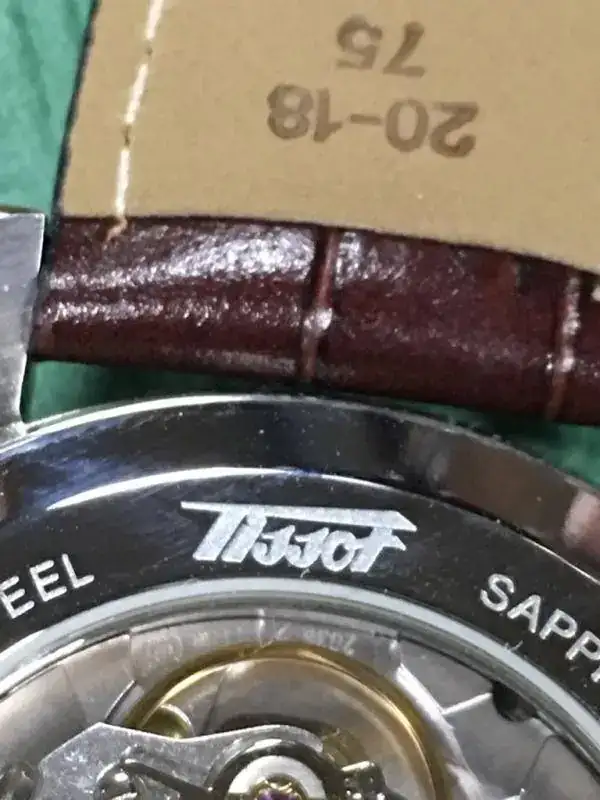 75
20-18
Tissot
EEL
SAPP